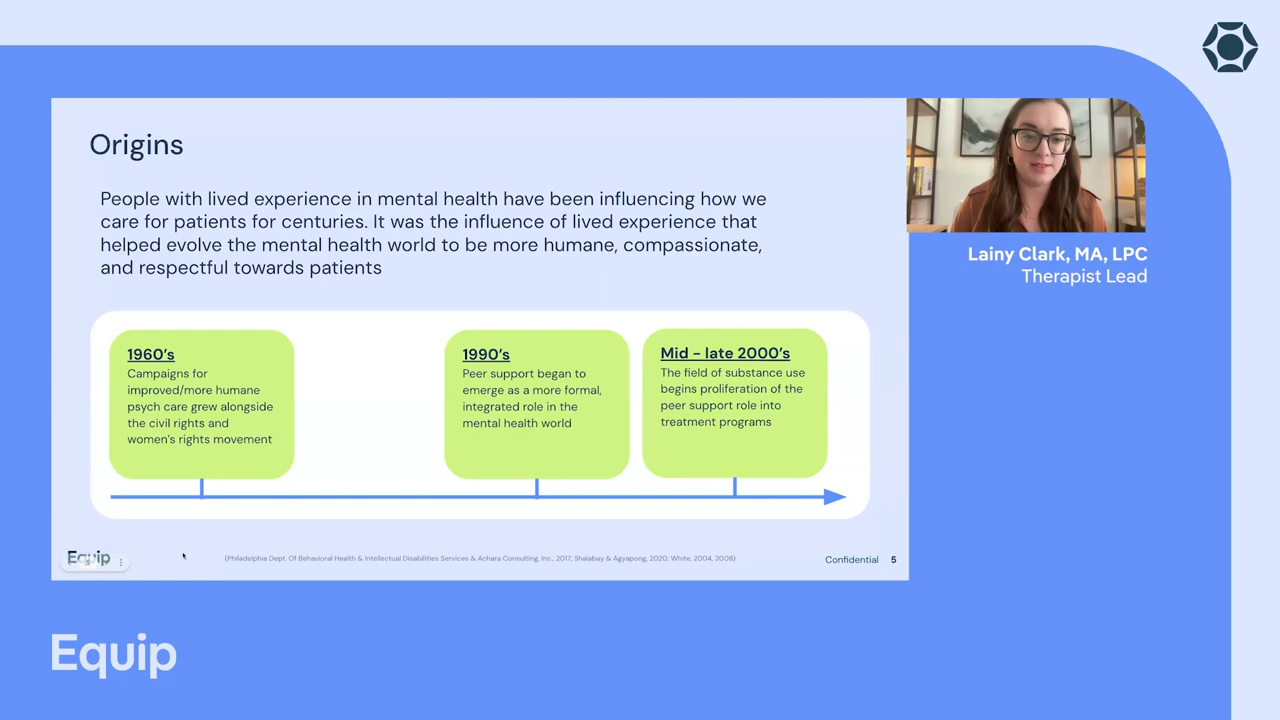 Origins
People with lived experience in mental health have been influencing how we
care for patients for centuries. It was the influence of lived experience that
helped evolve the mental health world to be more humane, compassionate,
and respectful towards patients
1960's
Campaigns for
improved/more humane
psych care grew alongside
the civil rights and
women's rights movement
1990's
Peer support began to
emerge as a more formal,
integrated role in the
mental health world
Mid - late 2000's
The field of substance use
begins proliferation of the
peer support role into
treatment programs
Equip
(Philadelphia Dept. Of Behavioral Health & Intellectual Disabilities Services & Achara Consulting, Inc., 2017; Shalabay & Agyapong, 2020; White, 2004, 2008)
Confidential 5
Lainy Clark, MA, LPC
Therapist Lead
Equip